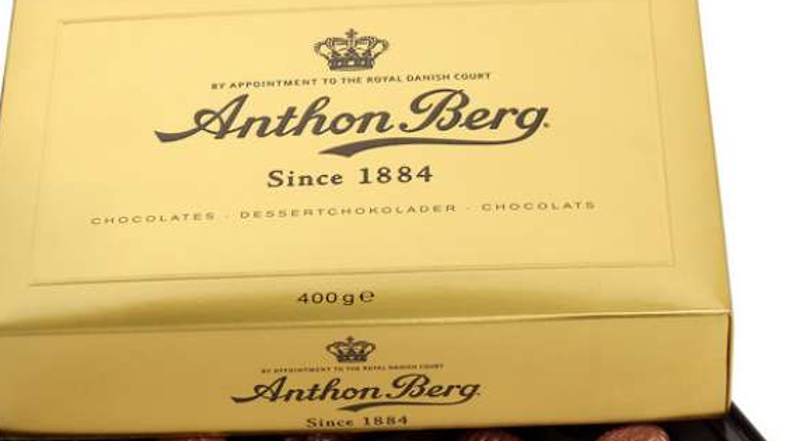 BY APPOINTMENT TO THE ROYAL DANISH COURT
Anthon Berg
Since 1884
CHOCOLATES · DESSERTCHOKOLADER · CHOCOLATS
400g℮
BY APPOINTMENT TO THE ROYAL DANISH COURT
Anthon Berg
Since 1884